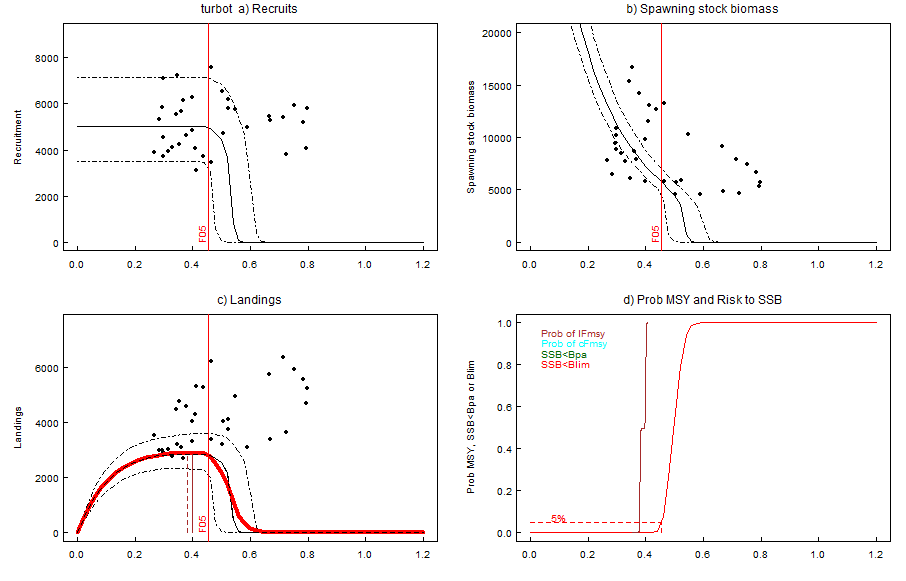 turbot a) Recruits
Recruitment
8000
6000
4000
2000
0
F05
0.0 0.2 0.4 0.6 0.8 1.0 1.2
b) Spawning stock biomass
Spawning stock biomass
20000
15000
10000
5000
0
F05
0.0 0.2 0.4 0.6 0.8 1.0 1.2
c) Landings
Landings
6000
4000
2000
0
F05
0.0 0.2 0.4 0.6 0.8 1.0 1.2
d) Prob MSY and Risk to SSB
Prob MSY, SSB<Bpa or Blim
1.0
0.8
0.6
0.4
0.2
0.0
Prob of lFmsy
Prob of cFmsy
SSB<Bpa
SSB<Blim
5%
0.0 0.2 0.4 0.6 0.8 1.0 1.2